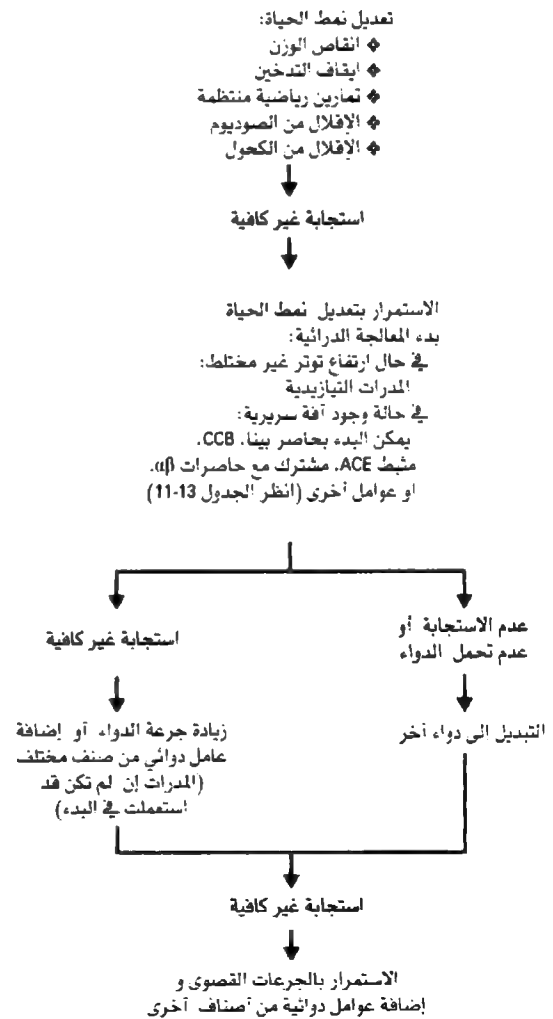 تعديل نمط الحياة:
❖ انقاص الوزن
❖ ايقاف التدخين
❖ تمارين رياضية منتظمة
❖ الإقلال من الصوديوم
❖ الإقلال من الكحول
استجابة غير كافية
الاستمرار بتعديل نمط الحياة
بدء المعالجة الدرائية:
في حال ارتفاع توتر غير مختلط:
المدرات التيازيدية
في حالة وجود آفة سريرية:
يمكن البدء بحاصر بيتا، CCB،
مثبط ACE، مشترك مع حاصرات αβ،
او عوامل أخرى (انظر الجدول 13-11)
عدم الاستجابة أو
عدم تحمل الدواء
استجابة غير كافية
التبديل الى دواء آخر
زيادة جرعة الدواء أو إضافة
عامل دوائي من صنف مختلف
(المدرات إن لم تكن قد
استعملت في البدء)
استجابة غير كافية
الاستمرار بالجرعات القصوى و
إضافة عوامل دوائية من أصناف أخرى